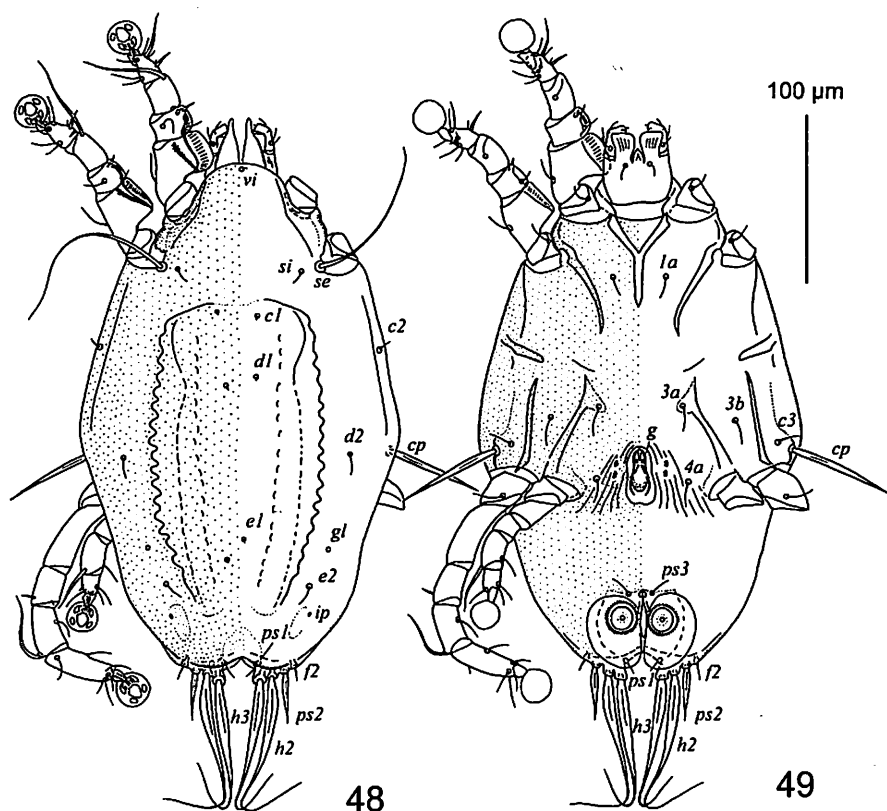 100 µm
vi
si
se
c1
c2
d1
d2
cp
e1
gl
e2
ip
ps1
f2
h3
ps2
h2
48
1a
3a
3b
c3
g
4a
cp
ps3
ps1
f2
h3
ps2
h2
49